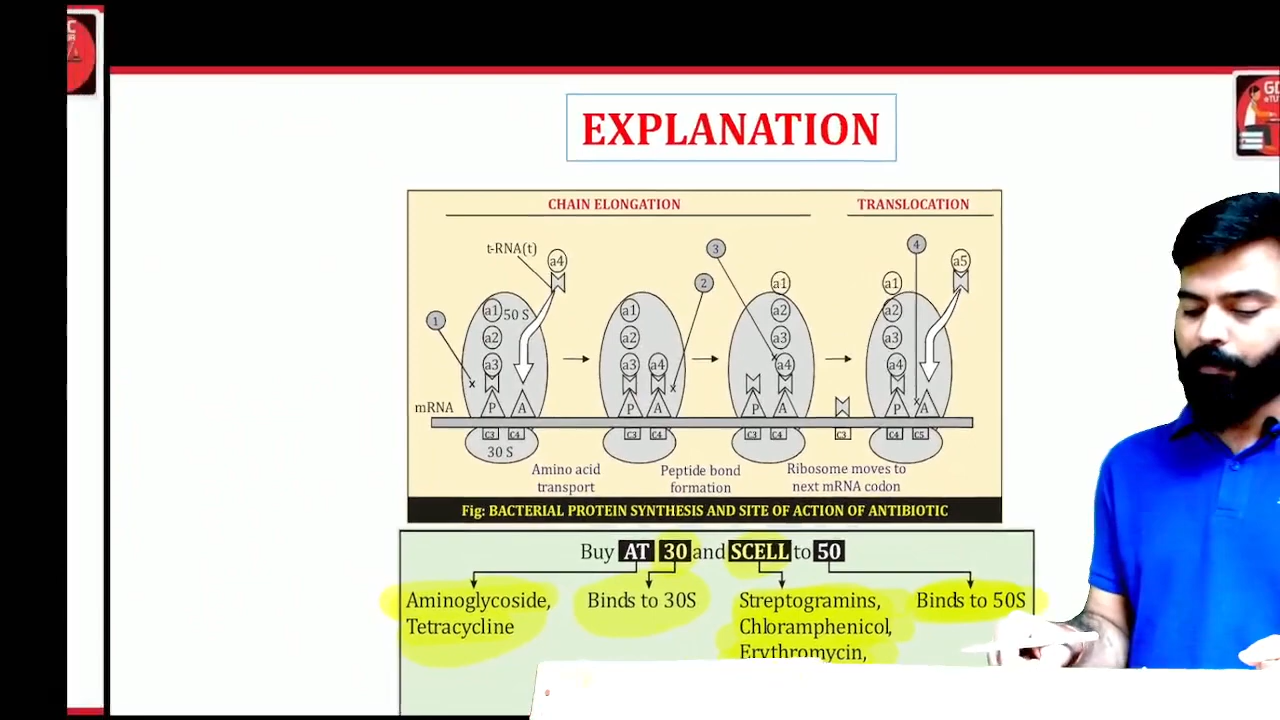 EXPLANATION
CHAIN ELONGATION
TRANSLOCATION
t-RNA(t)
a4
3
4
a5
2
a1
a1
1
a1
50 S
a1
a2
a2
a2
a2
a3
a3
a3
a3
a4
a4
a4
mRNA
P
A
P
A
P
A
P
A
C3
C4
C3
C4
C3
C4
C3
C4
C5
30 S
Amino acid
transport
Peptide bond
formation
Ribosome moves to
next mRNA codon
Fig: BACTERIAL PROTEIN SYNTHESIS AND SITE OF ACTION OF ANTIBIOTIC
Buy AT 30 and SCELL to 50
Aminoglycoside,
Tetracycline
Binds to 30S
Streptogramins,
Chloramphenicol,
Erythromycin,
Binds to 50S